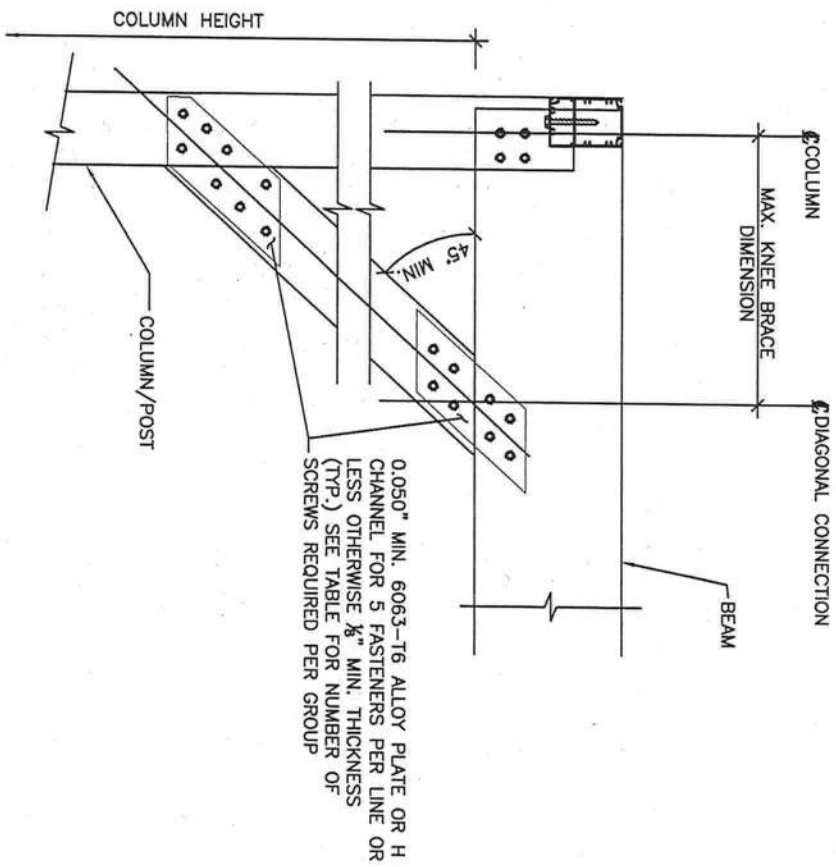 COLUMN HEIGHT
℄ COLUMN
MAX. KNEE BRACE
DIMENSION
℄ DIAGONAL CONNECTION
45° MIN.
BEAM
COLUMN/POST
0.050" MIN. 6063-T6 ALLOY PLATE OR H
CHANNEL FOR 5 FASTENERS PER LINE OR
LESS OTHERWISE ⅛" MIN. THICKNESS
(TYP.) SEE TABLE FOR NUMBER OF
SCREWS REQUIRED PER GROUP